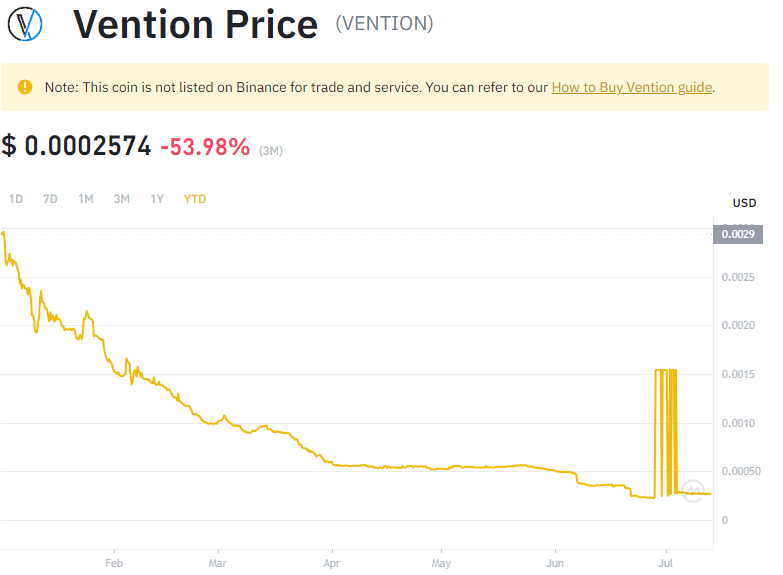 Vention Price (VENTION)
Note: This coin is not listed on Binance for trade and service. You can refer to our How to Buy Vention guide.
$ 0.0002574 -53.98% (3M)
1D 7D 1M 3M 1Y YTD
USD
0.0029
0.0025
0.0020
0.0015
0.0010
0.00050
0
Feb Mar Apr May Jun Jul